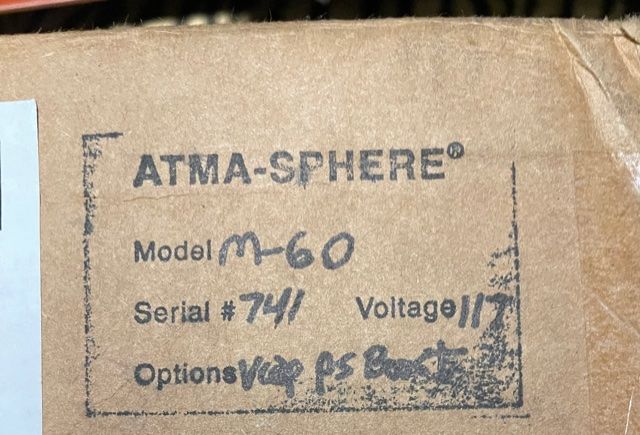 ATMA-SPHERE®
Model M-60
Serial # 741 Voltage 117
Options Vcap ps Boost